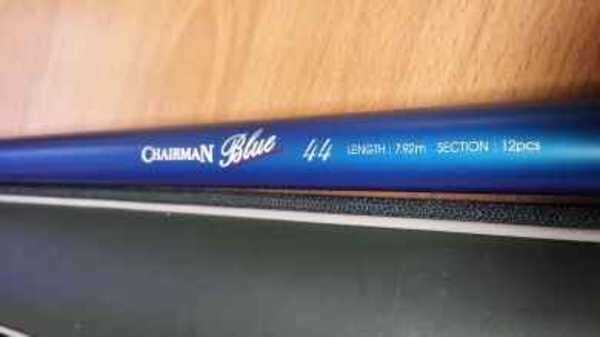 CHAIRMAN Blue 44 LENGTH : 7.92m SECTION : 12pcs